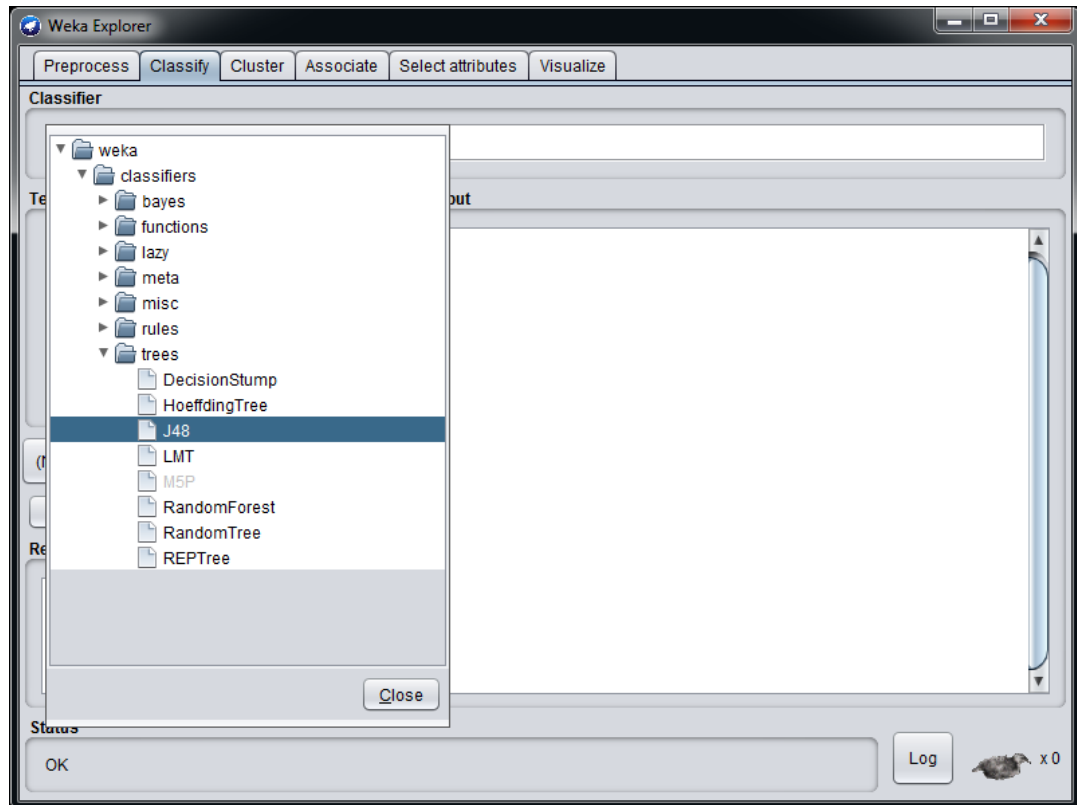 Weka Explorer
Preprocess Classify Cluster Associate Select attributes Visualize
Classifier
weka
classifiers
bayes
functions
lazy
meta
misc
rules
trees
DecisionStump
HoeffdingTree
J48
LMT
M5P
RandomForest
RandomTree
REPTree
Close
Status
OK
Log
x 0